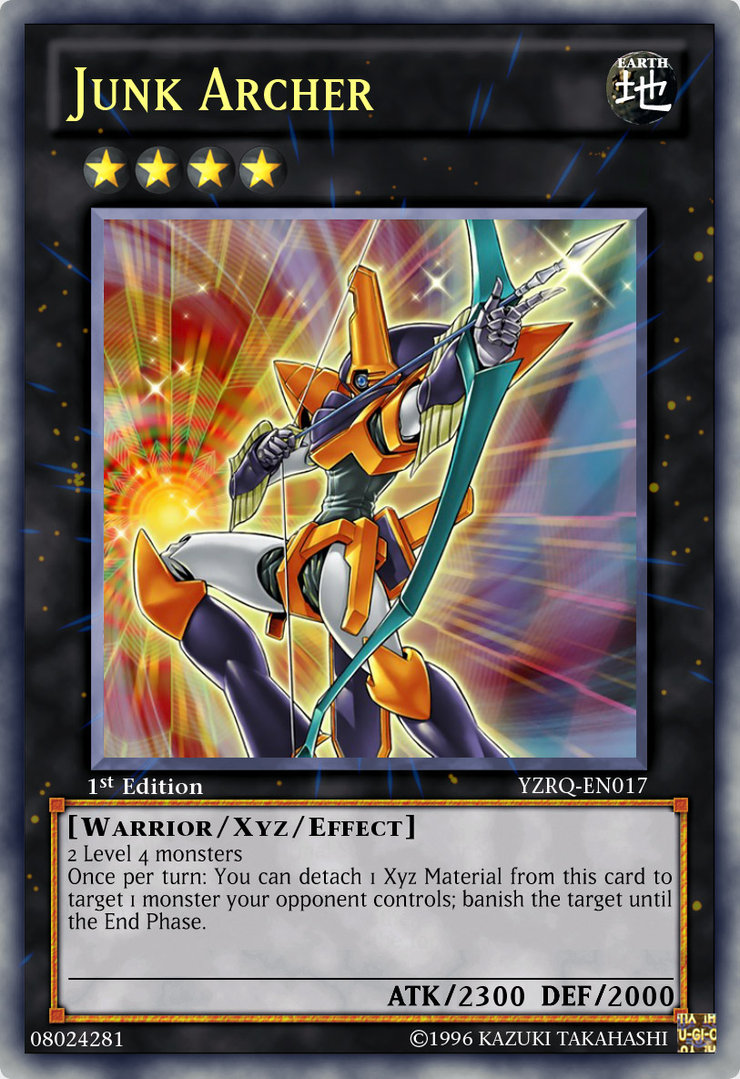 Junk Archer
EARTH
地
1st Edition
YZRQ-EN017
[Warrior/Xyz/Effect]
2 Level 4 monsters
Once per turn: You can detach 1 Xyz Material from this card to
target 1 monster your opponent controls; banish the target until
the End Phase.
ATK/2300 DEF/2000
08024281
©1996 KAZUKI TAKAHASHI